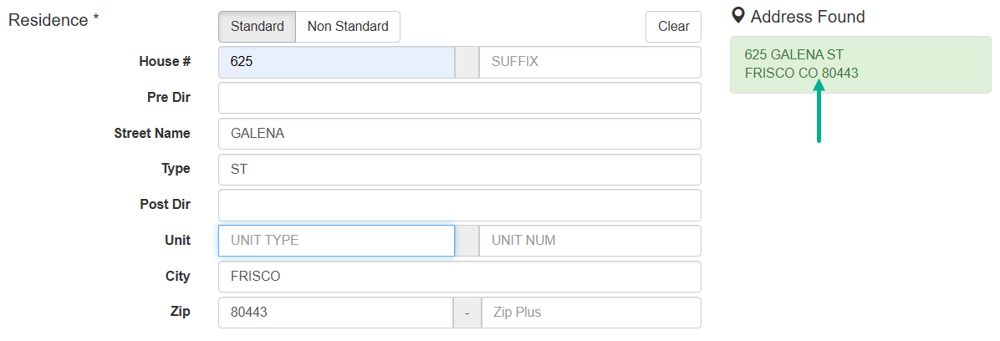 Residence *
Standard Non Standard Clear
House # 625 SUFFIX
Pre Dir
Street Name GALENA
Type ST
Post Dir
Unit UNIT TYPE UNIT NUM
City FRISCO
Zip 80443 - Zip Plus
Address Found
625 GALENA ST
FRISCO CO 80443